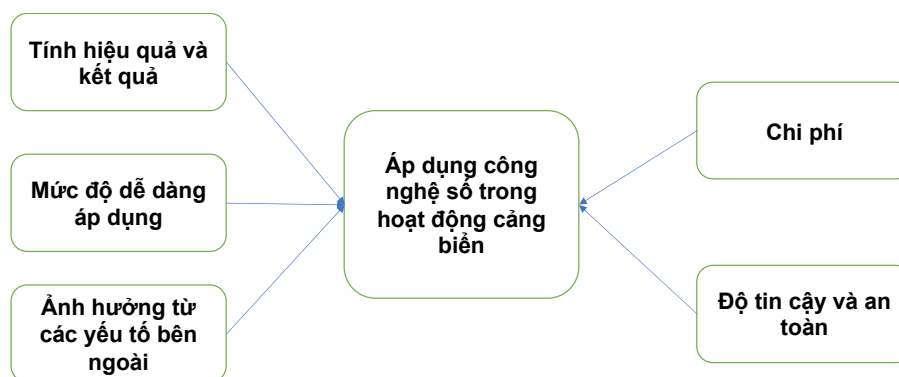 Tính hiệu quả và
kết quả
Mức độ dễ dàng
áp dụng
Ảnh hưởng từ
các yếu tố bên
ngoài
Áp dụng công
nghệ số trong
hoạt động cảng
biển
Chi phí
Độ tin cậy và an
toàn